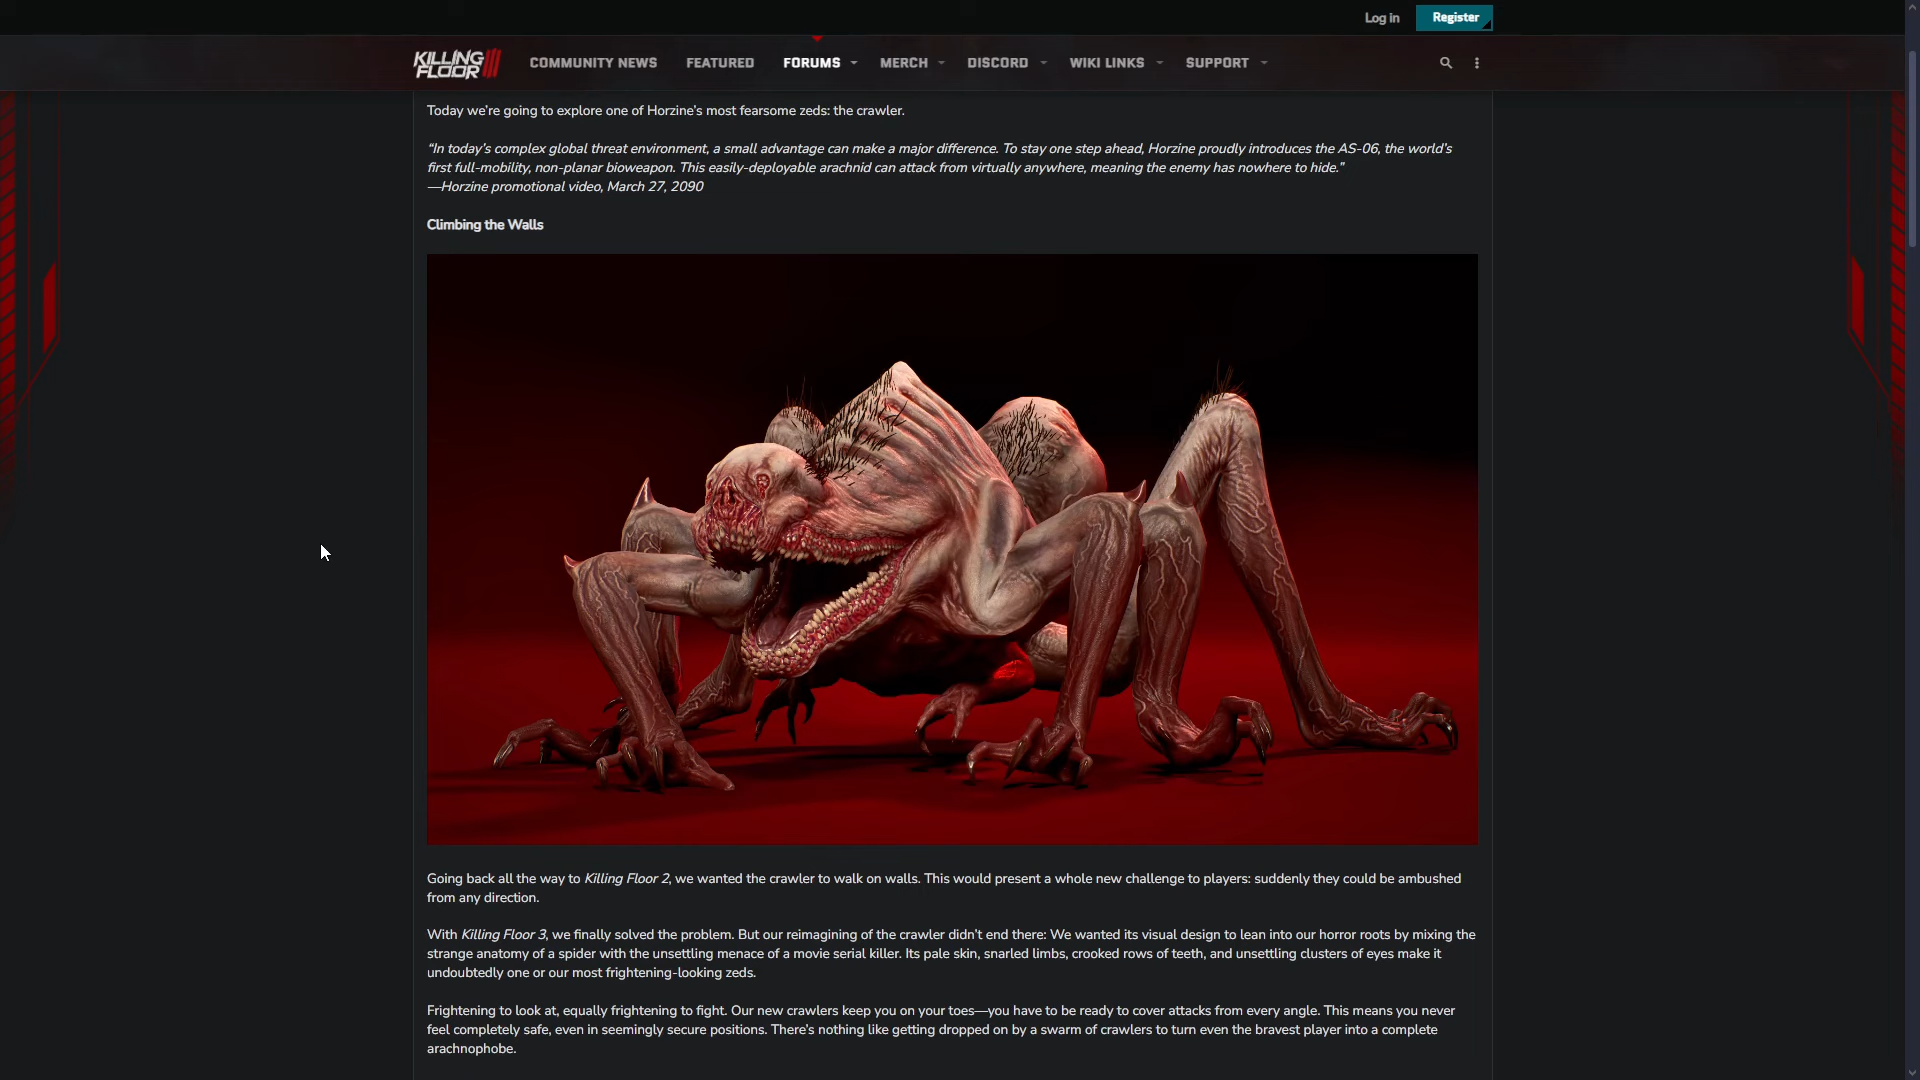 Log in
Register
KILLING FLOOR
COMMUNITY NEWS
FEATURED
FORUMS
MERCH
DISCORD
WIKI LINKS
SUPPORT
Today we’re going to explore one of Horzine’s most fearsome zeds: the crawler.
“In today’s complex global threat environment, a small advantage can make a major difference. To stay one step ahead, Horzine proudly introduces the AS-06, the world’s
first full-mobility, non-planar bioweapon. This easily-deployable arachnid can attack from virtually anywhere, meaning the enemy has nowhere to hide.”
—Horzine promotional video, March 27, 2090
Climbing the Walls
Going back all the way to Killing Floor 2, we wanted the crawler to walk on walls. This would present a whole new challenge to players: suddenly they could be ambushed
from any direction.
With Killing Floor 3, we finally solved the problem. But our reimagining of the crawler didn’t end there: We wanted its visual design to lean into our horror roots by mixing the
strange anatomy of a spider with the unsettling menace of a movie serial killer. Its pale skin, snarled limbs, crooked rows of teeth, and unsettling clusters of eyes make it
undoubtedly one or our most frightening-looking zeds.
Frightening to look at, equally frightening to fight. Our new crawlers keep you on your toes—you have to be ready to cover attacks from every angle. This means you never
feel completely safe, even in seemingly secure positions. There’s nothing like getting dropped on by a swarm of crawlers to turn even the bravest player into a complete
arachnophobe.